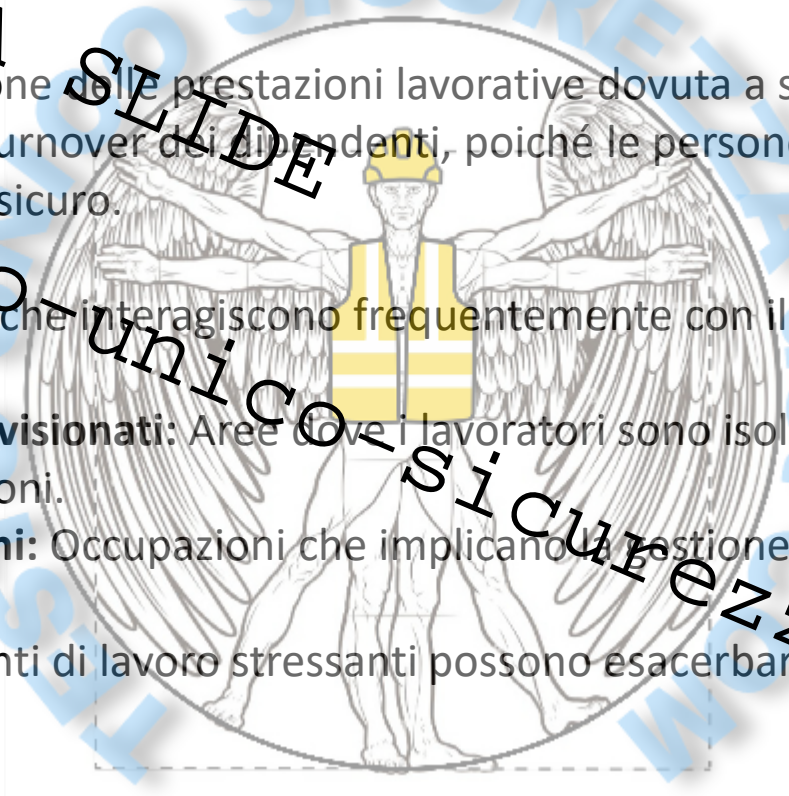 SLIDE
one delle prestazioni lavorative dovuta a s
urnover dei dipendenti, poiché le persone
sicuro.
che interagiscono frequentemente con il
o-unico-sicurezz
visionati: Aree dove i lavoratori sono isol
oni.
ni: Occupazioni che implicano la gestione
nti di lavoro stressanti possono esacerbar